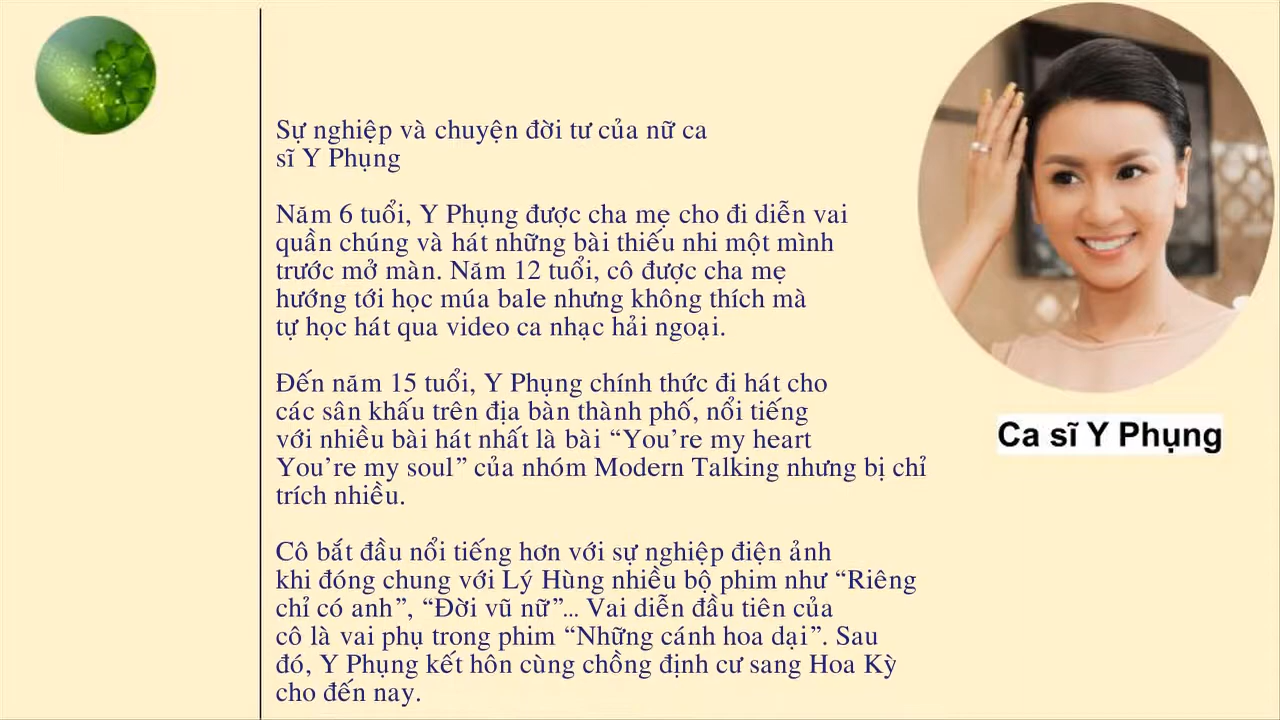 Sự nghiệp và chuyện đời tư của nữ ca
sĩ Y Phụng
Năm 6 tuổi, Y Phụng được cha mẹ cho đi diễn vai
quần chúng và hát những bài thiếu nhi một mình
trước mở màn. Năm 12 tuổi, cô được cha mẹ
hướng tới học múa bale nhưng không thích mà
tự học hát qua video ca nhạc hải ngoại.
Đến năm 15 tuổi, Y Phụng chính thức đi hát cho
các sân khấu trên địa bàn thành phố, nổi tiếng
với nhiều bài hát nhất là bài “You’re my heart
You’re my soul” của nhóm Modern Talking nhưng bị chỉ
trích nhiều.
Cô bắt đầu nổi tiếng hơn với sự nghiệp điện ảnh
khi đóng chung với Lý Hùng nhiều bộ phim như “Riêng
chỉ có anh”, “Đời vũ nữ”... Vai diễn đầu tiên của
cô là vai phụ trong phim “Những cánh hoa dại”. Sau
đó, Y Phụng kết hôn cùng chồng định cư sang Hoa Kỳ
cho đến nay.
Ca sĩ Y Phụng